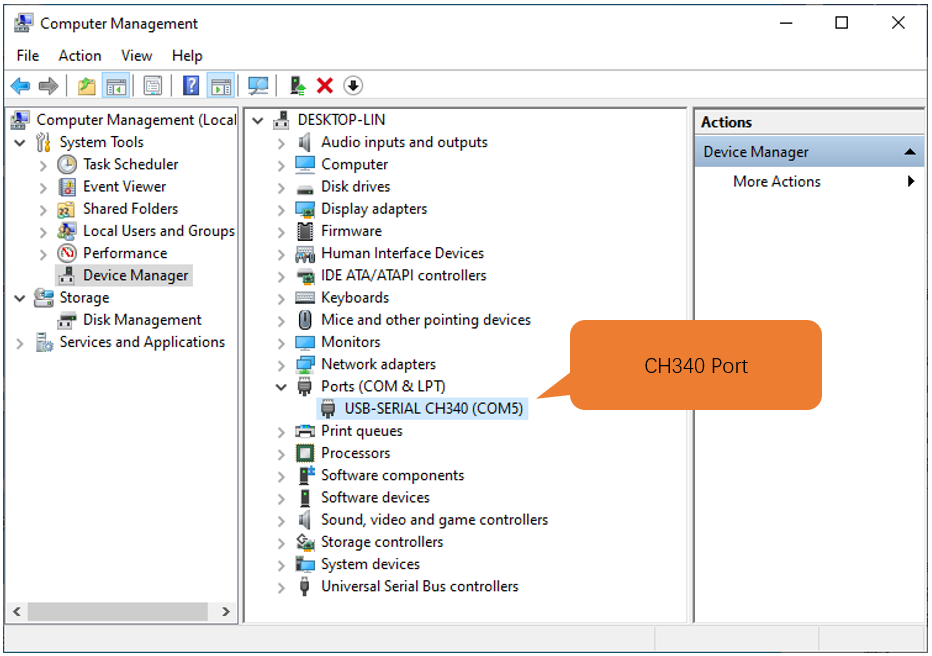 Computer Management
File Action View Help
Computer Management (Local
System Tools
Task Scheduler
Event Viewer
Shared Folders
Local Users and Groups
Performance
Device Manager
Storage
Disk Management
Services and Applications
DESKTOP-LIN
Audio inputs and outputs
Computer
Disk drives
Display adapters
Firmware
Human Interface Devices
IDE ATA/ATAPI controllers
Keyboards
Mice and other pointing devices
Monitors
Network adapters
Ports (COM & LPT)
USB-SERIAL CH340 (COM5)
Print queues
Processors
Software components
Software devices
Sound, video and game controllers
Storage controllers
System devices
Universal Serial Bus controllers
CH340 Port
Actions
Device Manager
More Actions